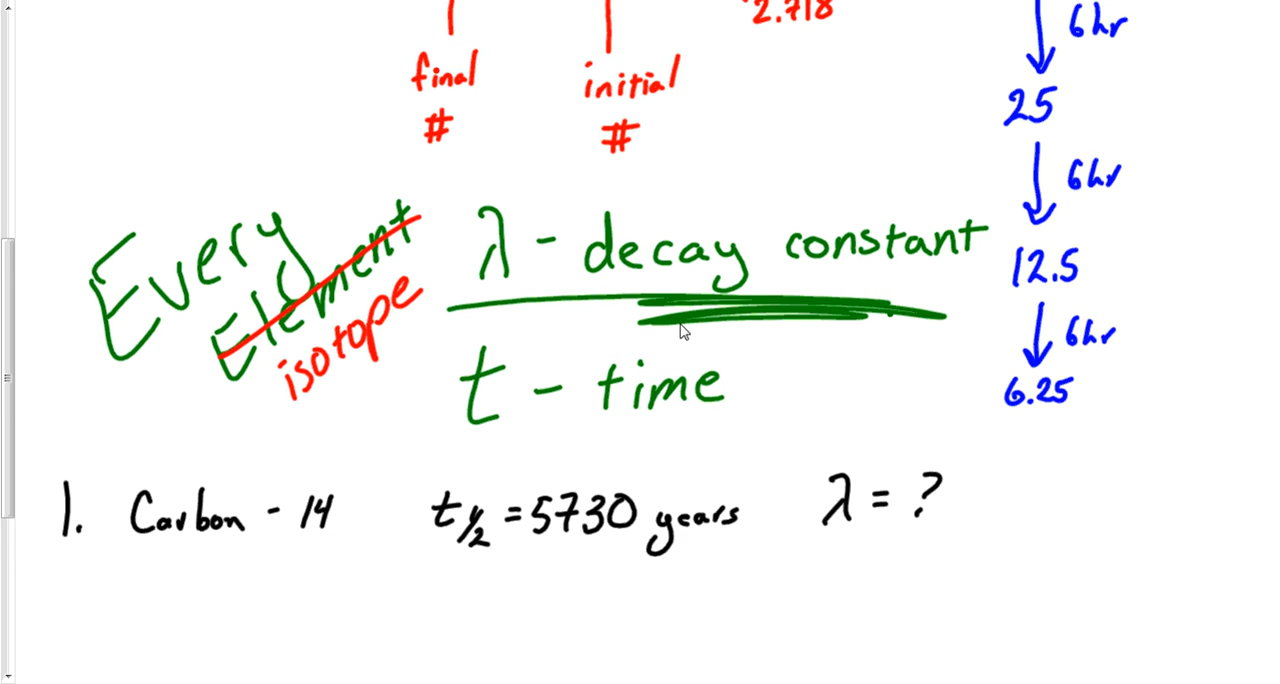 2.718
6hr
final
initial
#
#
25
6hr
Every
Element
isotope
λ - decay constant
12.5
6hr
t - time
6.25
1. Carbon - 14 t½ = 5730 years λ = ?